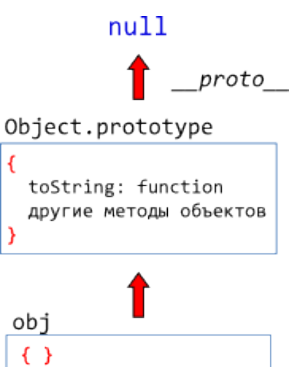 null
__proto__
Object.prototype
{
toString: function
другие методы объектов
}
obj
{ }